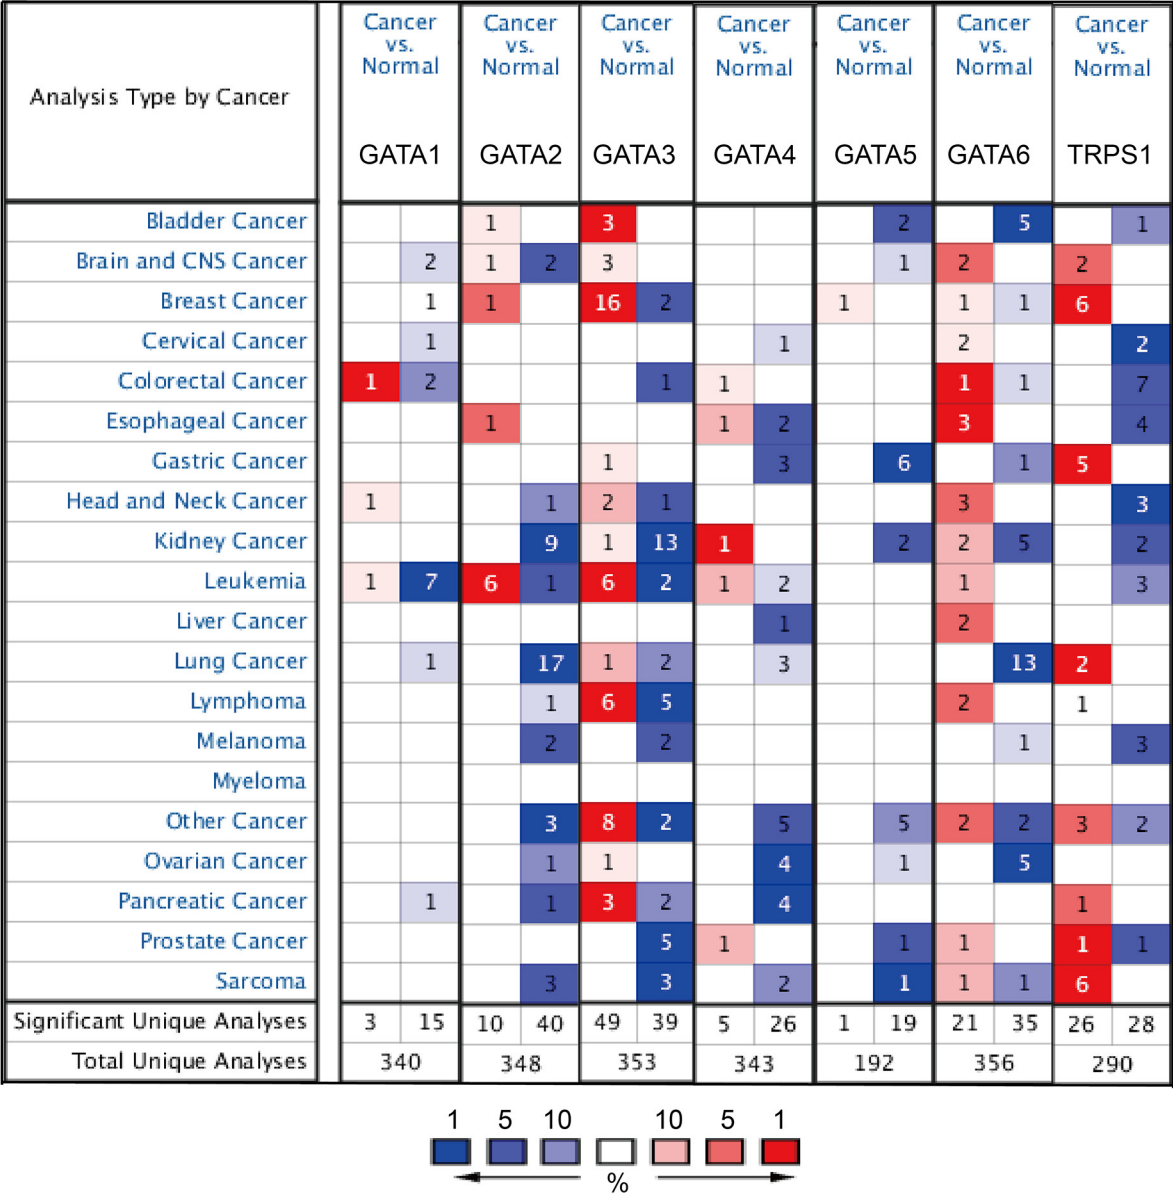 Analysis Type by Cancer
Cancer vs. Normal Cancer vs. Normal Cancer vs. Normal Cancer vs. Normal Cancer vs. Normal Cancer vs. Normal Cancer vs. Normal
GATA1 GATA2 GATA3 GATA4 GATA5 GATA6 TRPS1
Bladder Cancer 1 3 2 5 1
Brain and CNS Cancer 2 1 2 3 1 2 2
Breast Cancer 1 1 16 2 1 1 1 6
Cervical Cancer 1 1 2 2
Colorectal Cancer 1 2 1 1 1 1 7
Esophageal Cancer 1 1 2 3 4
Gastric Cancer 1 3 6 1 5
Head and Neck Cancer 1 1 2 1 3 3
Kidney Cancer 9 1 13 1 2 2 5 2
Leukemia 1 7 6 1 6 2 1 2 1 3
Liver Cancer 1 2
Lung Cancer 1 17 1 2 3 13 2
Lymphoma 1 6 5 2 1
Melanoma 2 2 1 3
Myeloma
Other Cancer 3 8 2 5 5 2 2 3 2
Ovarian Cancer 1 1 4 1 5
Pancreatic Cancer 1 1 3 2 4 1
Prostate Cancer 5 1 1 1 1 1
Sarcoma 3 3 2 1 1 1 6
Significant Unique Analyses 3 15 10 40 49 39 5 26 1 19 21 35 26 28
Total Unique Analyses 340 348 353 343 192 356 290
1 5 10 10 5 1
%